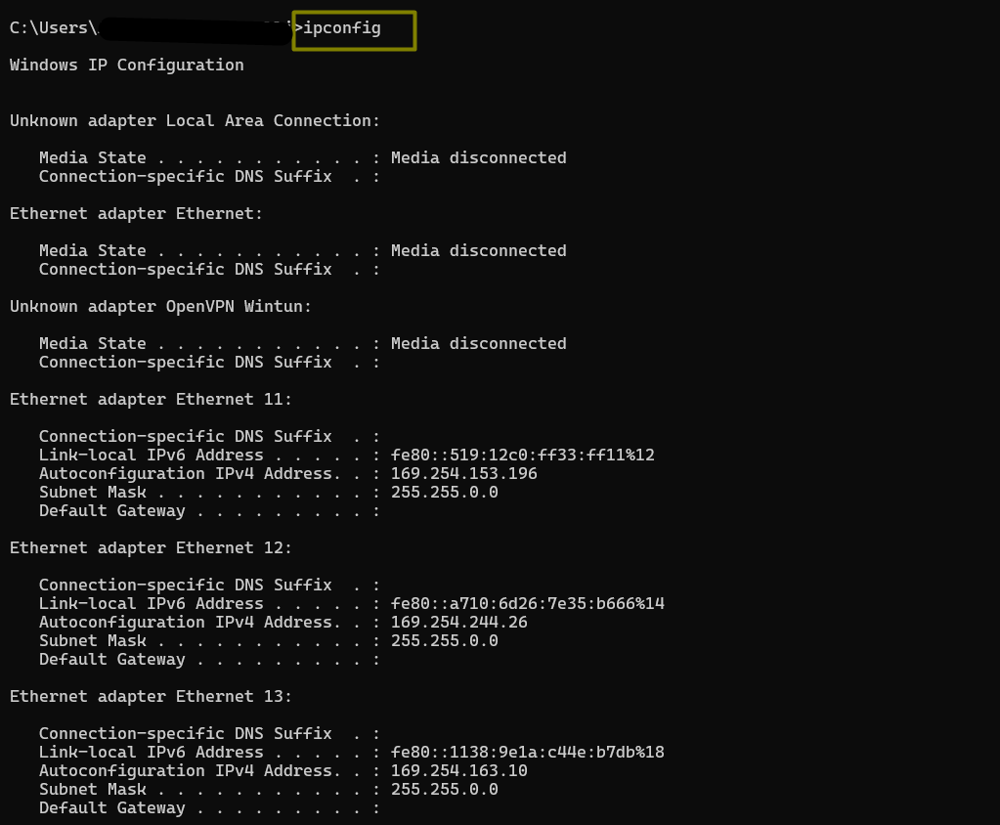 C:\Users\ >ipconfig
Windows IP Configuration
Unknown adapter Local Area Connection:
Media State . . . . . . . . . . . : Media disconnected
Connection-specific DNS Suffix  . :
Ethernet adapter Ethernet:
Media State . . . . . . . . . . . : Media disconnected
Connection-specific DNS Suffix  . :
Unknown adapter OpenVPN Wintun:
Media State . . . . . . . . . . . : Media disconnected
Connection-specific DNS Suffix  . :
Ethernet adapter Ethernet 11:
Connection-specific DNS Suffix  . :
Link-local IPv6 Address . . . . . : fe80::519:12c0:ff33:ff11%12
Autoconfiguration IPv4 Address. . : 169.254.153.196
Subnet Mask . . . . . . . . . . . : 255.255.0.0
Default Gateway . . . . . . . . . :
Ethernet adapter Ethernet 12:
Connection-specific DNS Suffix  . :
Link-local IPv6 Address . . . . . : fe80::a710:6d26:7e35:b666%14
Autoconfiguration IPv4 Address. . : 169.254.244.26
Subnet Mask . . . . . . . . . . . : 255.255.0.0
Default Gateway . . . . . . . . . :
Ethernet adapter Ethernet 13:
Connection-specific DNS Suffix  . :
Link-local IPv6 Address . . . . . : fe80::1138:9e1a:c44e:b7db%18
Autoconfiguration IPv4 Address. . : 169.254.163.10
Subnet Mask . . . . . . . . . . . : 255.255.0.0
Default Gateway . . . . . . . . . :